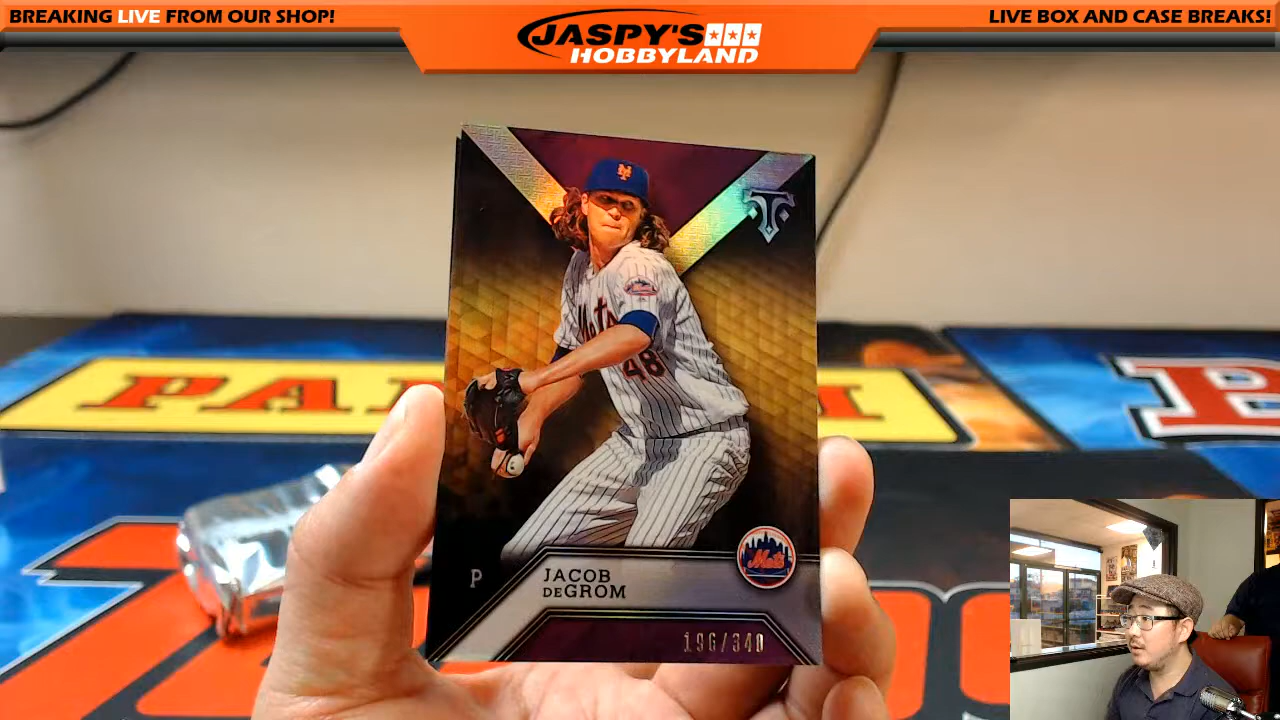 BREAKING LIVE FROM OUR SHOP!
JASPY'S
HOBBYLAND
LIVE BOX AND CASE BREAKS!
Mets
48
P
JACOB
DEGROM
Mets
196/340
PA